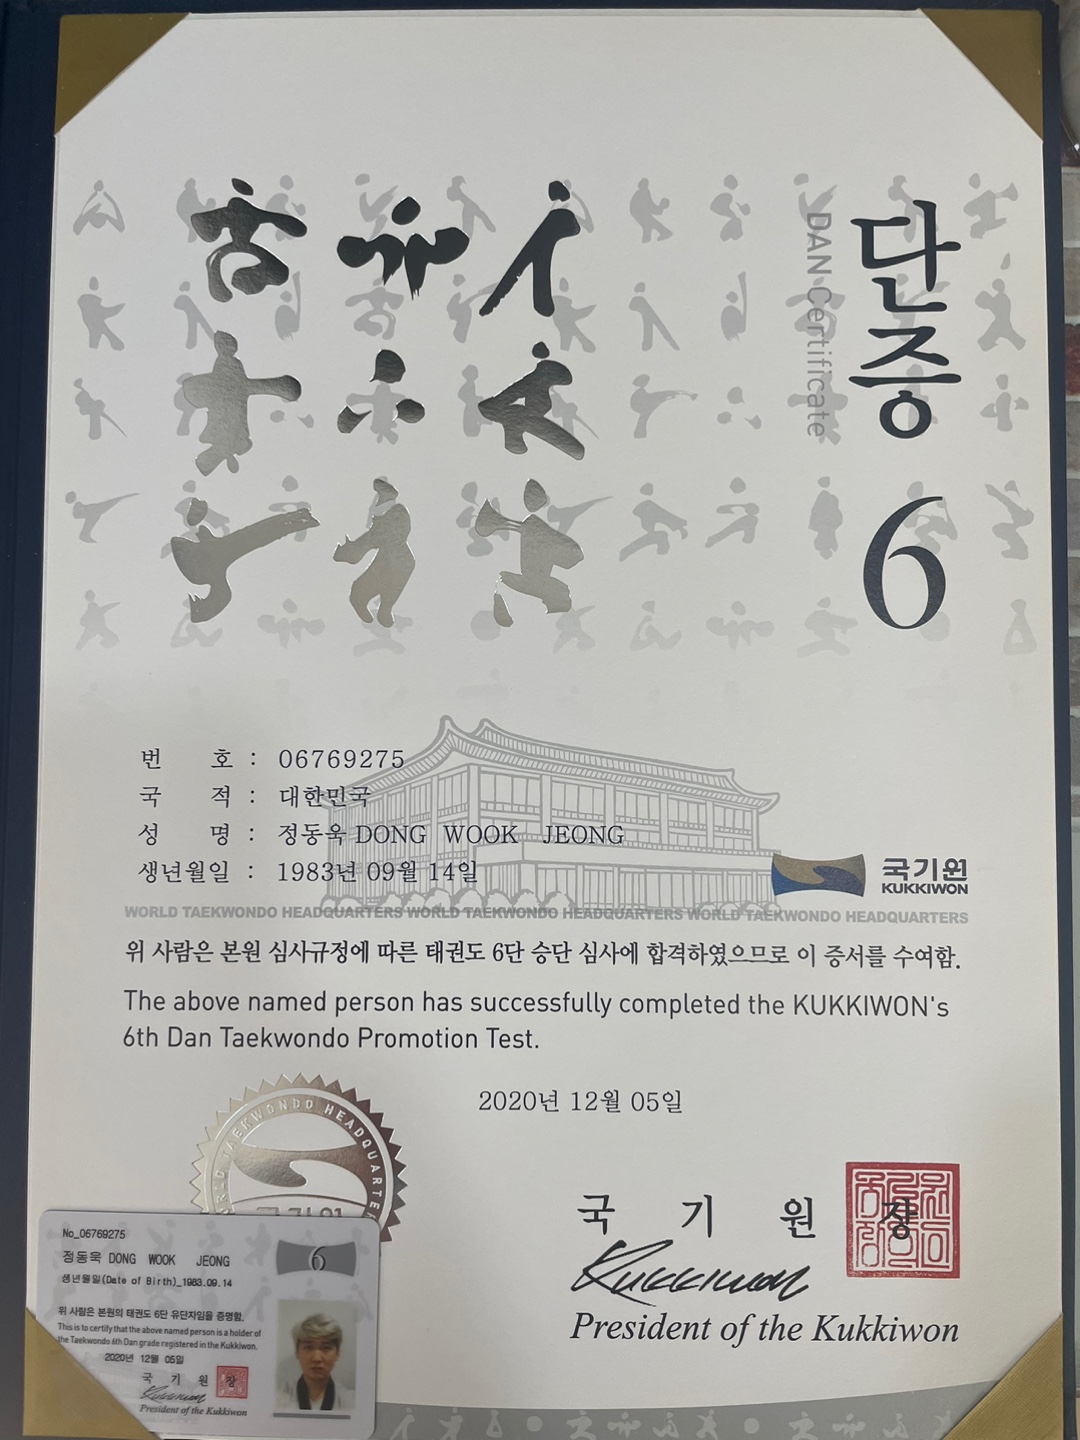 단증
DAN Certificate
6
번 호 : 06769275
국 적 : 대한민국
성 명 : 정동욱 DONG WOOK JEONG
생년월일 : 1983년 09월 14일
국기원
KUKKIWON
WORLD TAEKWONDO HEADQUARTERS WORLD TAEKWONDO HEADQUARTERS WORLD TAEKWONDO HEADQUARTERS
위 사람은 본원 심사규정에 따른 태권도 6단 승단 심사에 합격하였으므로 이 증서를 수여함.
The above named person has successfully completed the KUKKIWON's
6th Dan Taekwondo Promotion Test.
2020년 12월 05일
국 기 원 장
Kukkiwon
President of the Kukkiwon
No_06769275
정동욱 DONG WOOK JEONG
생년월일(Date of Birth)_1983.09.14
6
위 사람은 본원의 태권도 6단 유단자임을 증명함.
This is to certify that the above named person is a holder of
the Taekwondo 6th Dan grade registered in the Kukkiwon.
2020년 12월 05일
국 기 원 장
Kukkiwon
President of the Kukkiwon